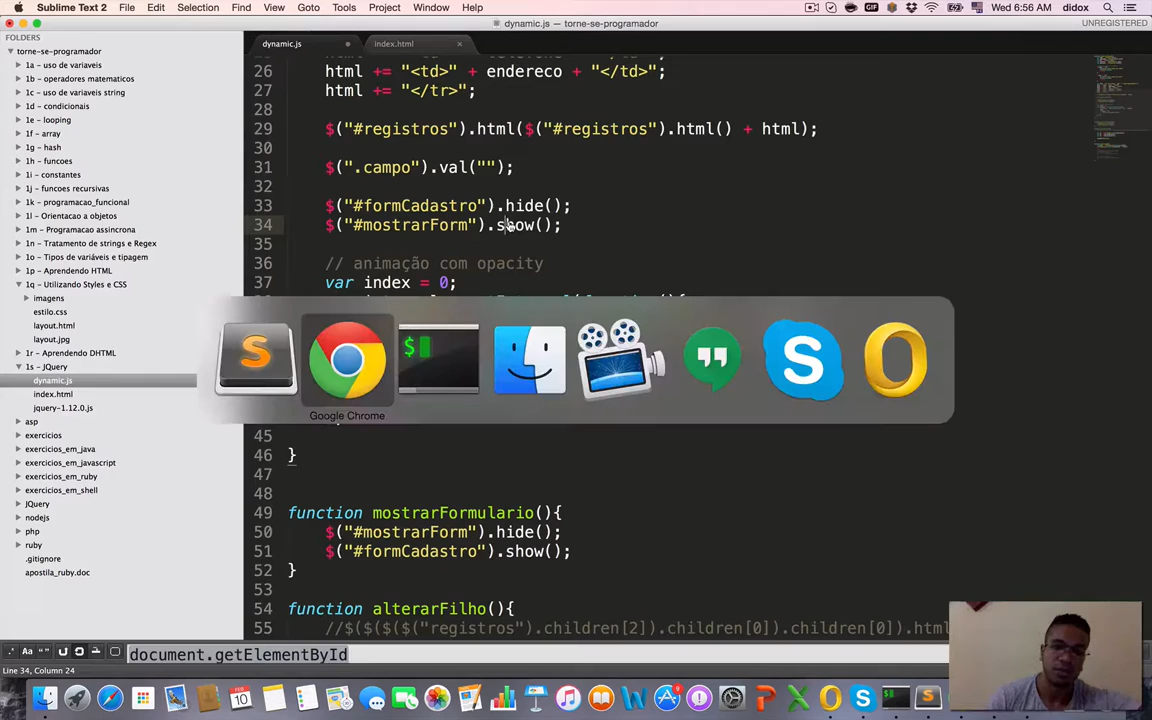 Sublime Text 2 File Edit Selection Find View Goto Tools Project Window Help
GIF
Wed 6:56 AM didox
dynamic.js — torne-se-programador
UNREGISTERED
FOLDERS
torne-se-programador
1a - uso de variaveis
1b - operadores matematicos
1c - uso de variaveis string
1d - condicionais
1e - looping
1f - array
1g - hash
1h - funcoes
1i - constantes
1j - funcoes recursivas
1k - programacao_funcional
1l - Orientacao a objetos
1m - Programacao assincrona
1n - Tratamento de strings e Regex
1o - Tipos de variáveis e tipagem
1p - Aprendendo HTML
1q - Utilizando Styles e CSS
imagens
estilo.css
layout.html
layout.jpg
1r - Aprendendo DHTML
1s - JQuery
dynamic.js
index.html
jquery-1.12.0.js
asp
exercicios
exercicios_em_java
exercicios_em_javascript
exercicios_em_ruby
exercicios_em_shell
JQuery
nodejs
php
ruby
.gitignore
apostila_ruby.doc
dynamic.js
index.html
26 html += "<td>" + endereco + "</td>";
27 html += "</tr>";
28
29 $("#registros").html($("#registros").html() + html);
30
31 $(".campo").val("");
32
33 $("#formCadastro").hide();
34 $("#mostrarForm").show();
35
36 // animação com opacity
37 var index = 0;
Google Chrome
45
46 }
47
48
49 function mostrarFormulario(){
50 $("#mostrarForm").hide();
51 $("#formCadastro").show();
52 }
53
54 function alterarFilho(){
55 //$($($($("registros").children[2]).children[0]).children[0]).html
.* Aa “”
document.getElementById
Line 34, Column 24